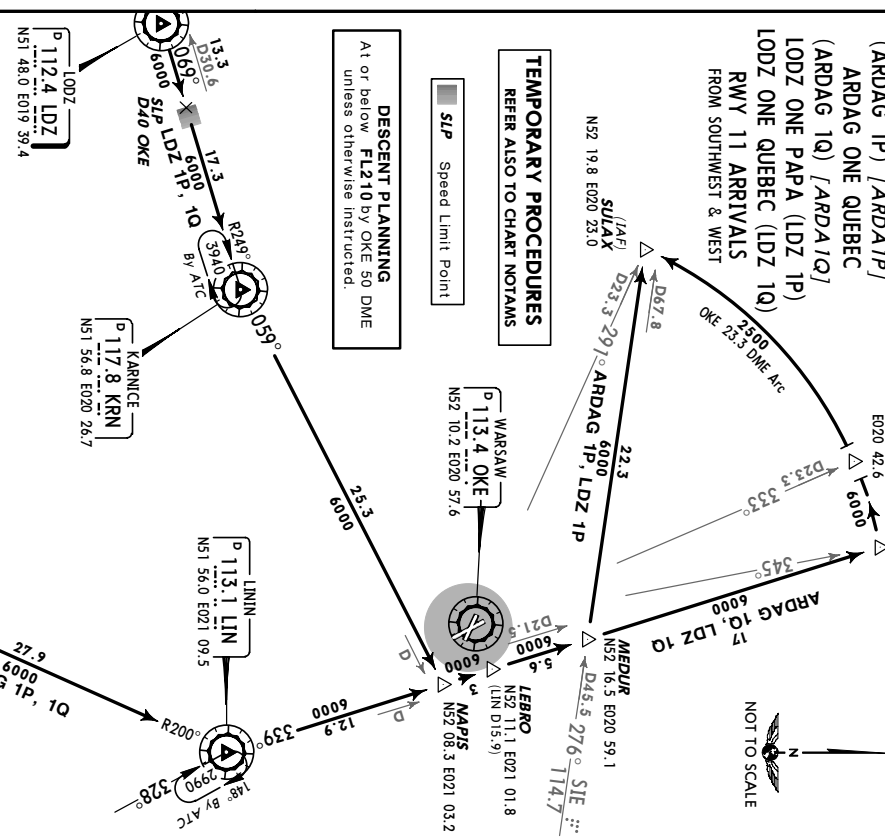 (ARDAG 1P) [ARDA1P]
ARDAG ONE QUEBEC
(ARDAG 1Q) [ARDA1Q]
LODZ ONE PAPA (LDZ 1P)
LODZ ONE QUEBEC (LDZ 1Q)
RWY 11 ARRIVALS
FROM SOUTHWEST & WEST
TEMPORARY PROCEDURES
REFER ALSO TO CHART NOTAMS
SLP Speed Limit Point
DESCENT PLANNING
At or below FL210 by OKE 50 DME
unless otherwise instructed.
NOT TO SCALE
N
E020 42.6
6000
2500
OKE 23.3 DME Arc
D23.3 333°
345°
17
6000
ARDAG 1Q, LDZ 1Q
(IAF)
SULAX
N52 19.8 E020 23.0
D67.8
D23.3 291°
22.3
6000
ARDAG 1P, LDZ 1P
MEDUR
N52 16.5 E020 59.1
D45.5 276° SIE
114.7
D21.5
5.6
6000
LEBRO
N52 11.1 E021 01.8
(LIN D15.9)
3
6000
NAPIS
N52 08.3 E021 03.2
D
D
WARSAW
D 113.4 OKE
N52 10.2 E020 57.6
LODZ
D 112.4 LDZ
N51 48.0 E019 39.4
13.3
D30.6
069°
6000
SLP
D40 OKE
LDZ 1P, 1Q
17.3
6000
R249°
3940
By ATC
KARNICE
D 117.8 KRN
N51 56.8 E020 26.7
059°
25.3
6000
LININ
D 113.1 LIN
N51 56.0 E021 09.5
339°
12.9
6000
R200°
2990
148° By ATC
328°
27.9
6000
G 1P, 1Q